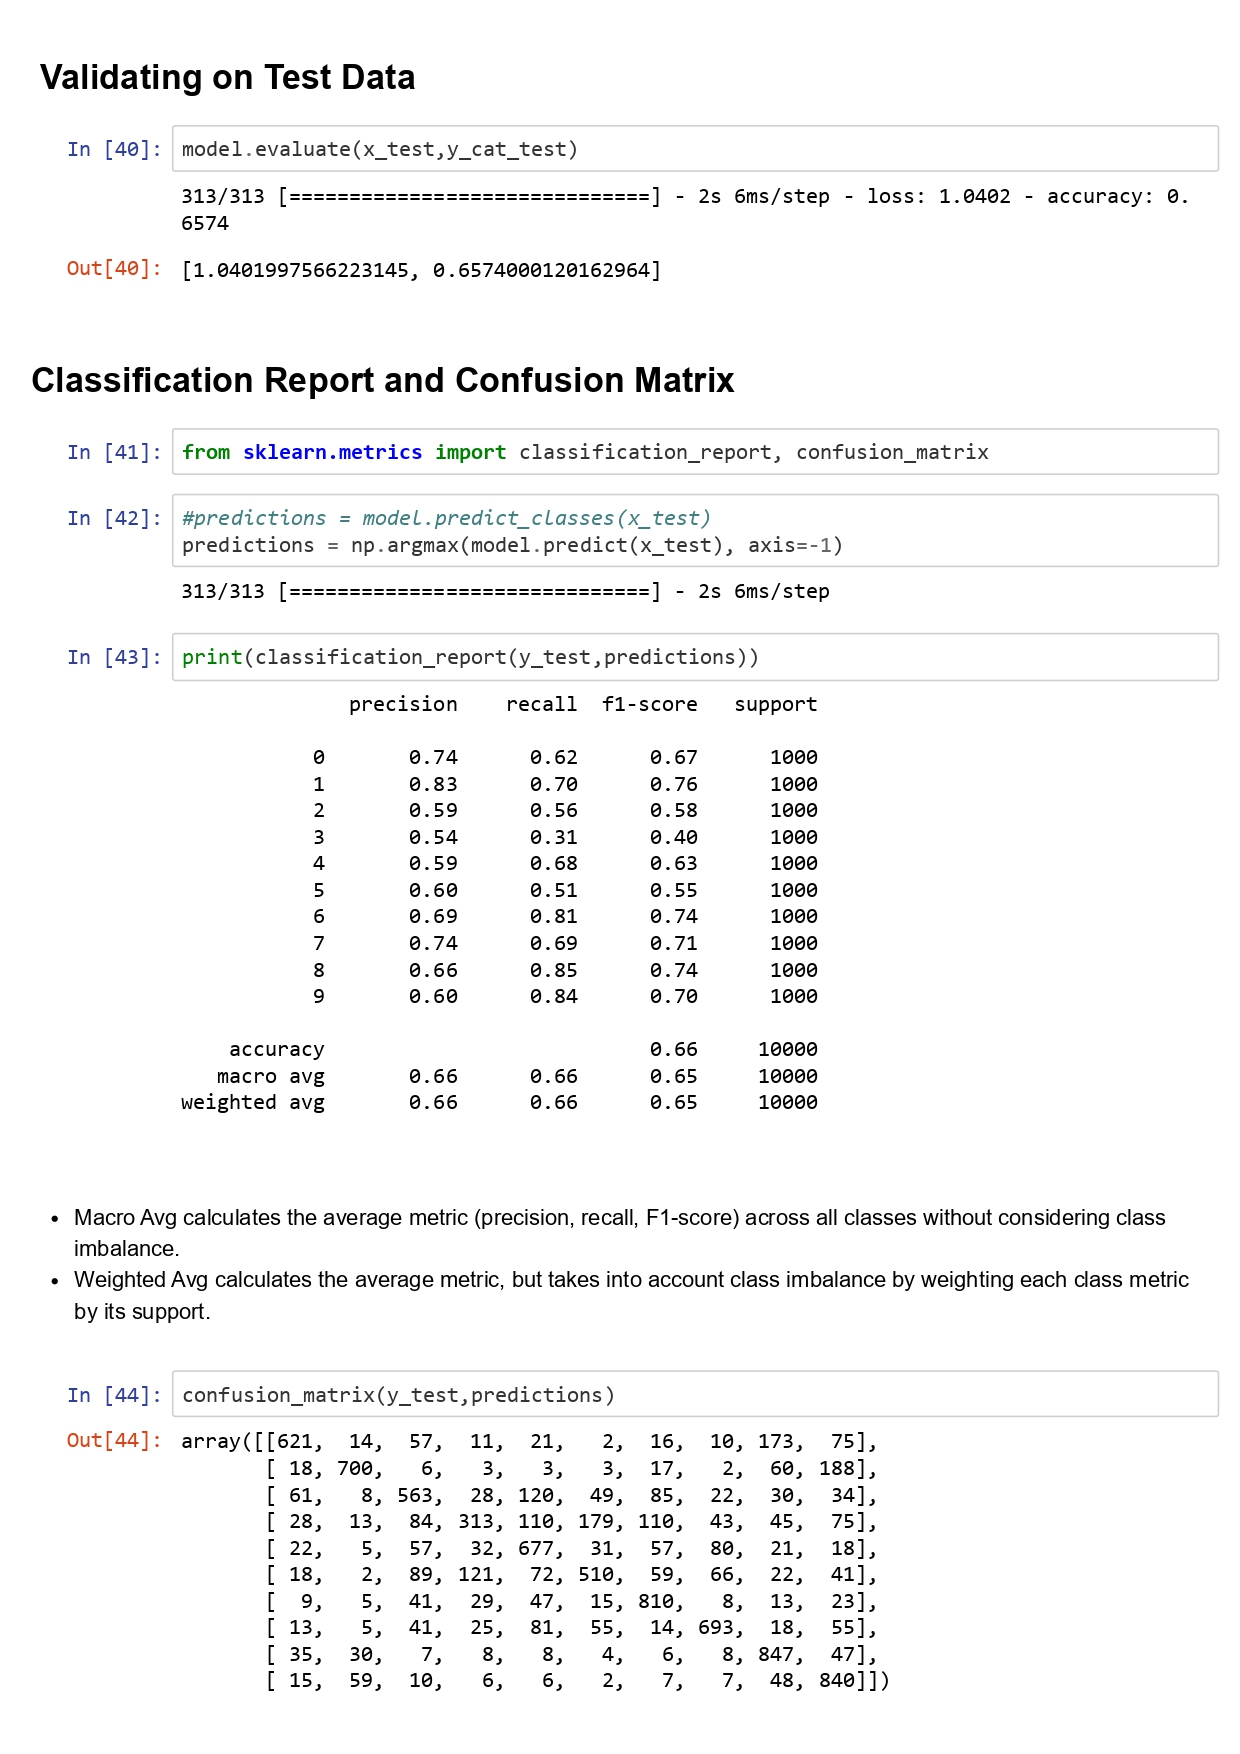 Validating on Test Data
In [40]: model.evaluate(x_test,y_cat_test)
313/313 [==============================] - 2s 6ms/step - loss: 1.0402 - accuracy: 0.
6574
Out[40]: [1.0401997566223145, 0.6574000120162964]
Classification Report and Confusion Matrix
In [41]: from sklearn.metrics import classification_report, confusion_matrix
In [42]: #predictions = model.predict_classes(x_test)
predictions = np.argmax(model.predict(x_test), axis=-1)
313/313 [==============================] - 2s 6ms/step
In [43]: print(classification_report(y_test,predictions))
precision recall f1-score support
0 0.74 0.62 0.67 1000
1 0.83 0.70 0.76 1000
2 0.59 0.56 0.58 1000
3 0.54 0.31 0.40 1000
4 0.59 0.68 0.63 1000
5 0.60 0.51 0.55 1000
6 0.69 0.81 0.74 1000
7 0.74 0.69 0.71 1000
8 0.66 0.85 0.74 1000
9 0.60 0.84 0.70 1000
accuracy 0.66 10000
macro avg 0.66 0.66 0.65 10000
weighted avg 0.66 0.66 0.65 10000
• Macro Avg calculates the average metric (precision, recall, F1-score) across all classes without considering class
imbalance.
• Weighted Avg calculates the average metric, but takes into account class imbalance by weighting each class metric
by its support.
In [44]: confusion_matrix(y_test,predictions)
Out[44]: array([[621, 14, 57, 11, 21, 2, 16, 10, 173, 75],
[ 18, 700, 6, 3, 3, 3, 17, 2, 60, 188],
[ 61, 8, 563, 28, 120, 49, 85, 22, 30, 34],
[ 28, 13, 84, 313, 110, 179, 110, 43, 45, 75],
[ 22, 5, 57, 32, 677, 31, 57, 80, 21, 18],
[ 18, 2, 89, 121, 72, 510, 59, 66, 22, 41],
[ 9, 5, 41, 29, 47, 15, 810, 8, 13, 23],
[ 13, 5, 41, 25, 81, 55, 14, 693, 18, 55],
[ 35, 30, 7, 8, 8, 4, 6, 8, 847, 47],
[ 15, 59, 10, 6, 6, 2, 7, 7, 48, 840]])